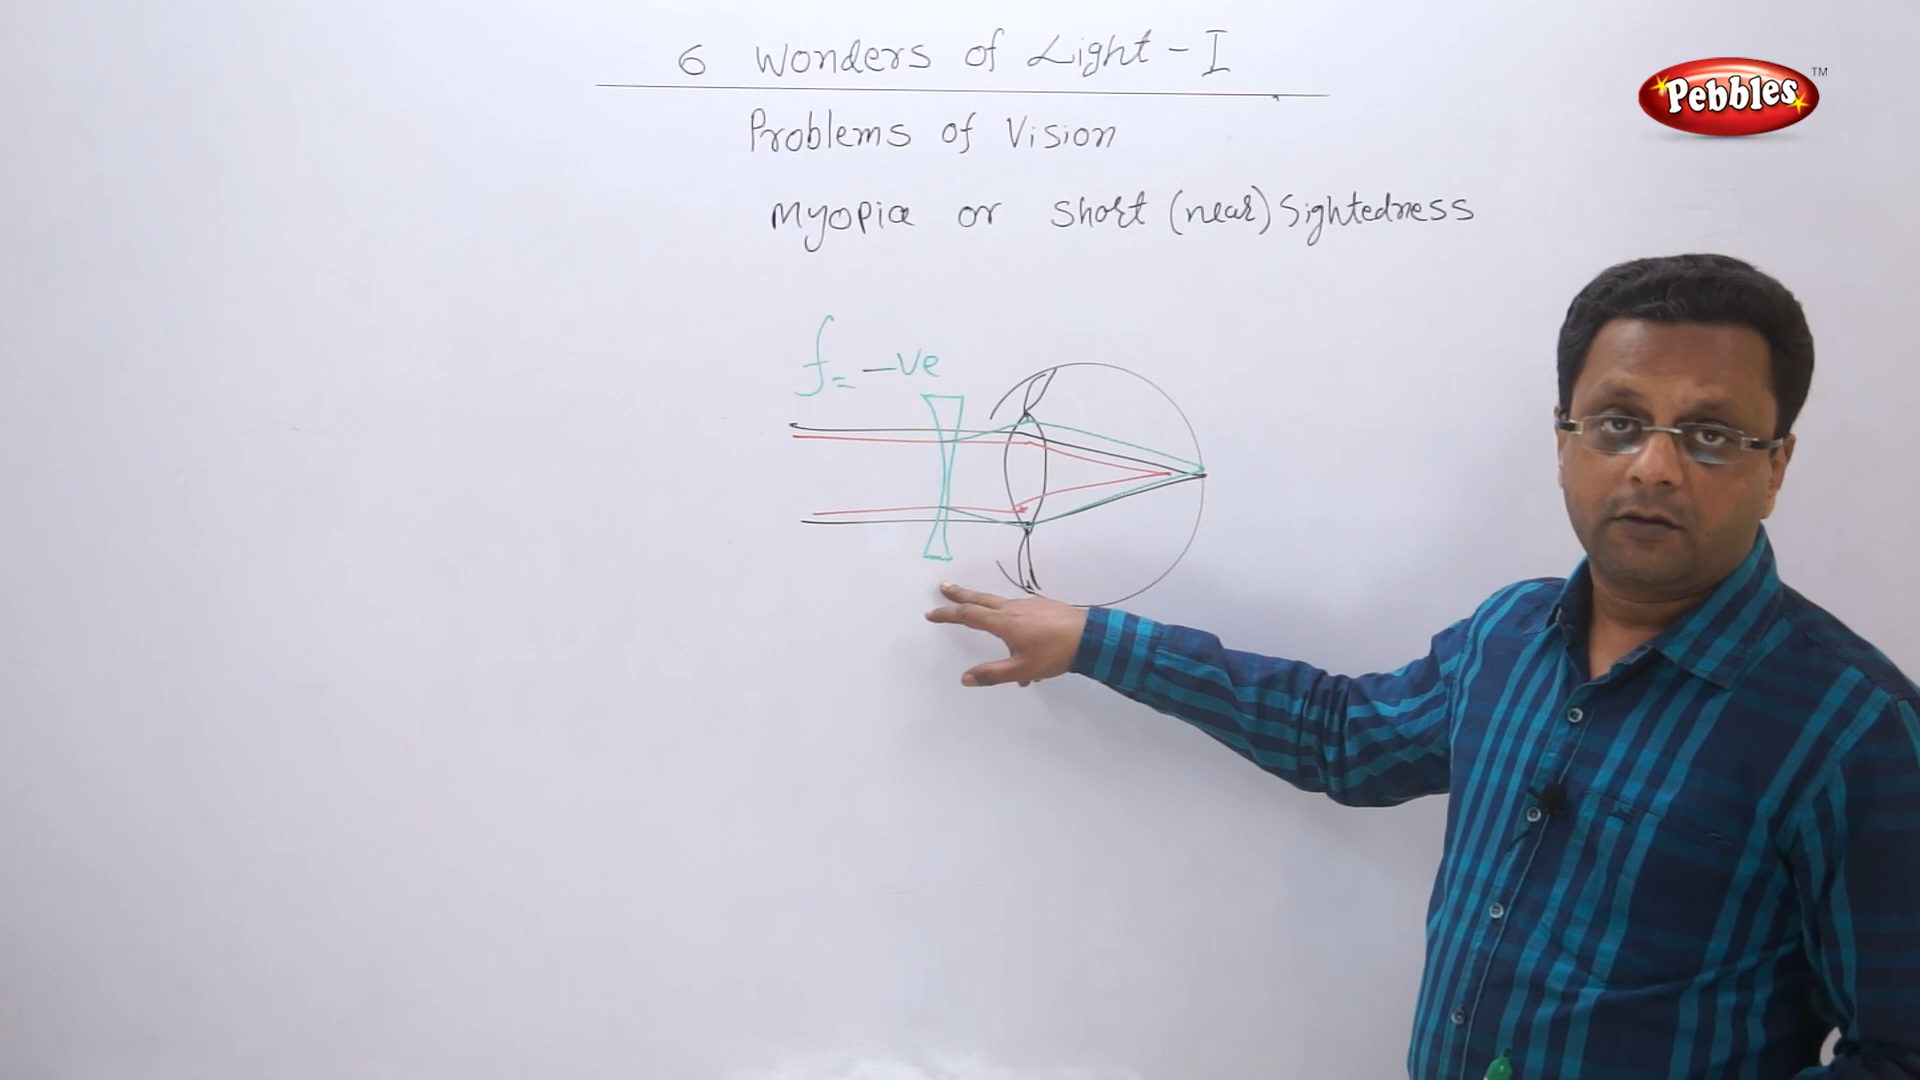 6 Wonders of Light - I
Pebbles TM
Problems of Vision
Myopia or Short (near) Sightedness
f = -ve